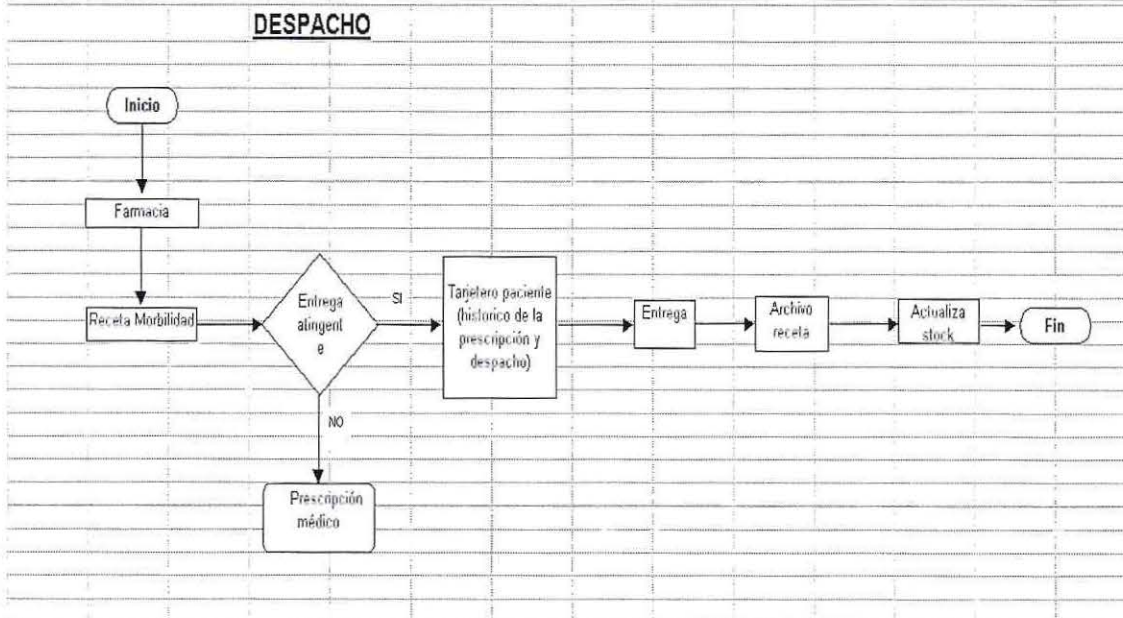 DESPACHO
Inicio
Farmacia
Receta Morbilidad
Entrega
atingent
e
SI
NO
Prescripción
médico
Tarjetero paciente
(histórico de la
prescripción y
despacho)
Entrega
Archivo
receta
Actualiza
stock
Fin